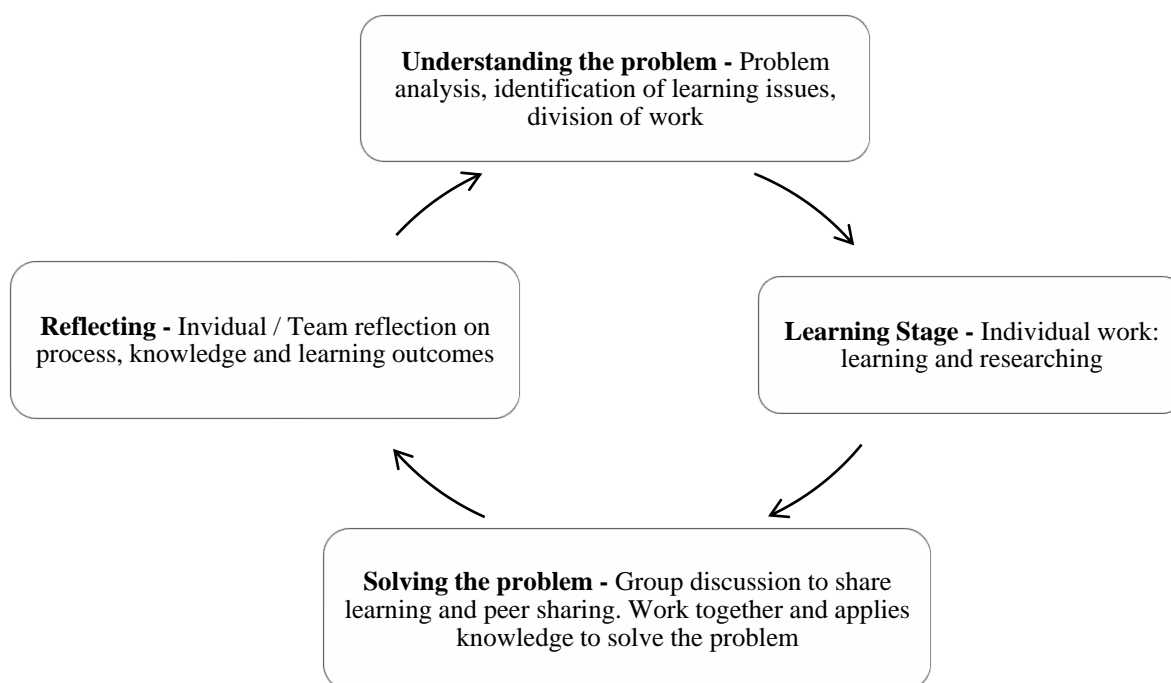 Understanding the problem - Problem
analysis, identification of learning issues,
division of work
Learning Stage - Individual work:
learning and researching
Solving the problem - Group discussion to share
learning and peer sharing. Work together and applies
knowledge to solve the problem
Reflecting - Invidual / Team reflection on
process, knowledge and learning outcomes